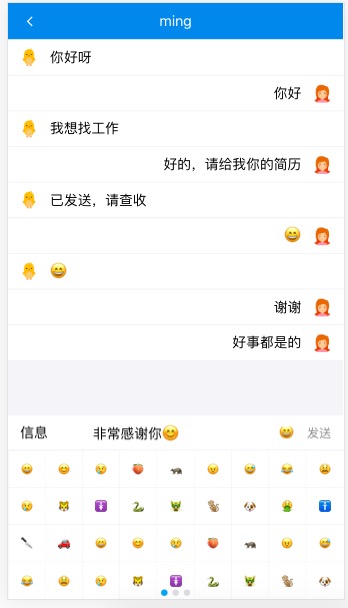 ming
你好呀
你好
我想找工作
好的，请给我你的简历
已发送，请查收
😄
😄
谢谢
好事都是的
信息 非常感谢你😊 😄 发送